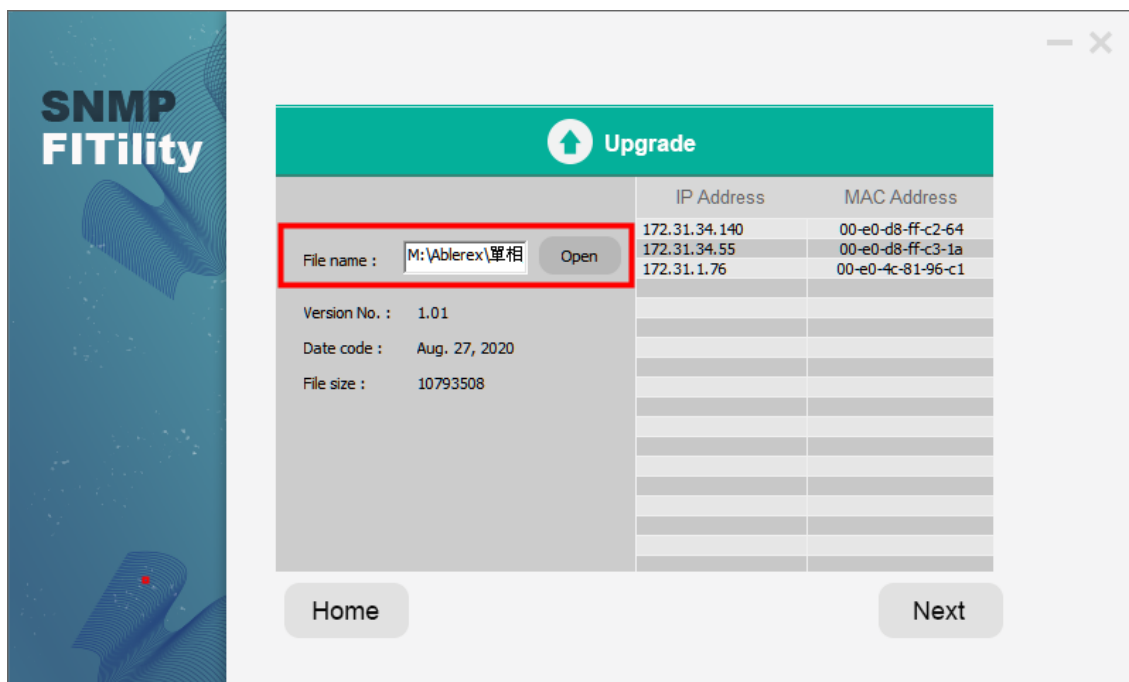 SNMP
FITility
Upgrade
IP Address MAC Address
172.31.34.140 00-e0-d8-ff-c2-64
File name : M:\Ablerex\單相 Open
172.31.34.55 00-e0-d8-ff-c3-1a
172.31.1.76 00-e0-4c-81-96-c1
Version No. : 1.01
Date code : Aug. 27, 2020
File size : 10793508
Home Next